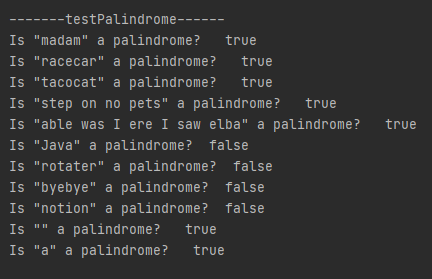 -------testPalindrome------
Is "madam" a palindrome?   true
Is "racecar" a palindrome?   true
Is "tacocat" a palindrome?   true
Is "step on no pets" a palindrome?   true
Is "able was I ere I saw elba" a palindrome?   true
Is "Java" a palindrome?  false
Is "rotater" a palindrome?  false
Is "byebye" a palindrome?  false
Is "notion" a palindrome?  false
Is "" a palindrome?   true
Is "a" a palindrome?   true